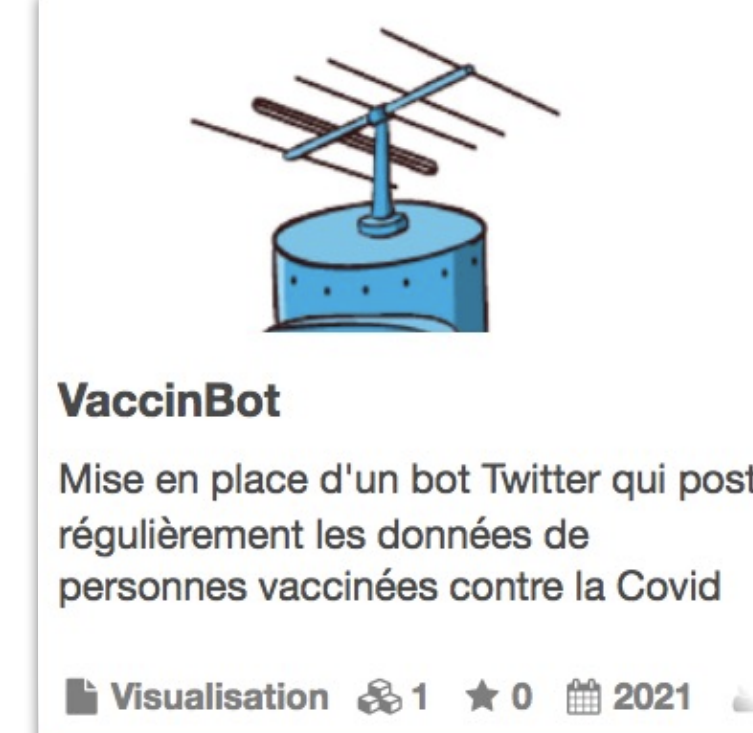 VaccinBot
Mise en place d'un bot Twitter qui post
régulièrement les données de
personnes vaccinées contre la Covid
Visualisation 1 0 2021